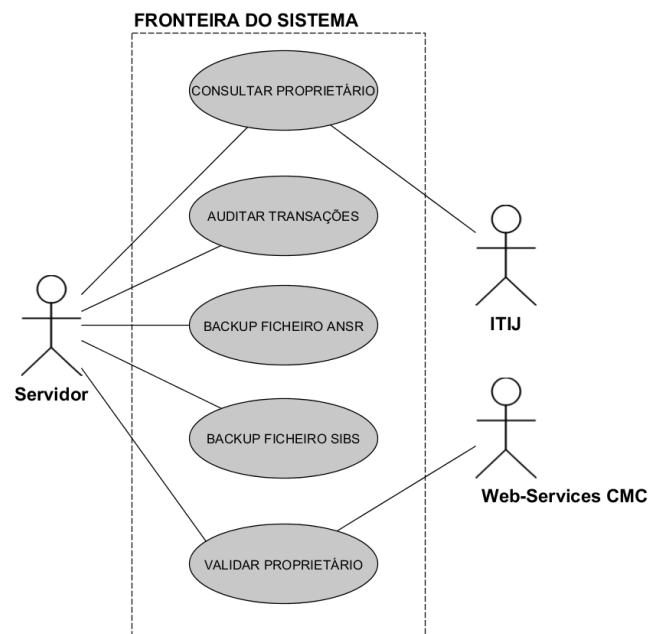 FRONTEIRA DO SISTEMA
CONSULTAR PROPRIETÁRIO
AUDITAR TRANSAÇÕES
ITIJ
BACKUP FICHEIRO ANSR
Servidor
BACKUP FICHEIRO SIBS
Web-Services CMC
VALIDAR PROPRIETÁRIO